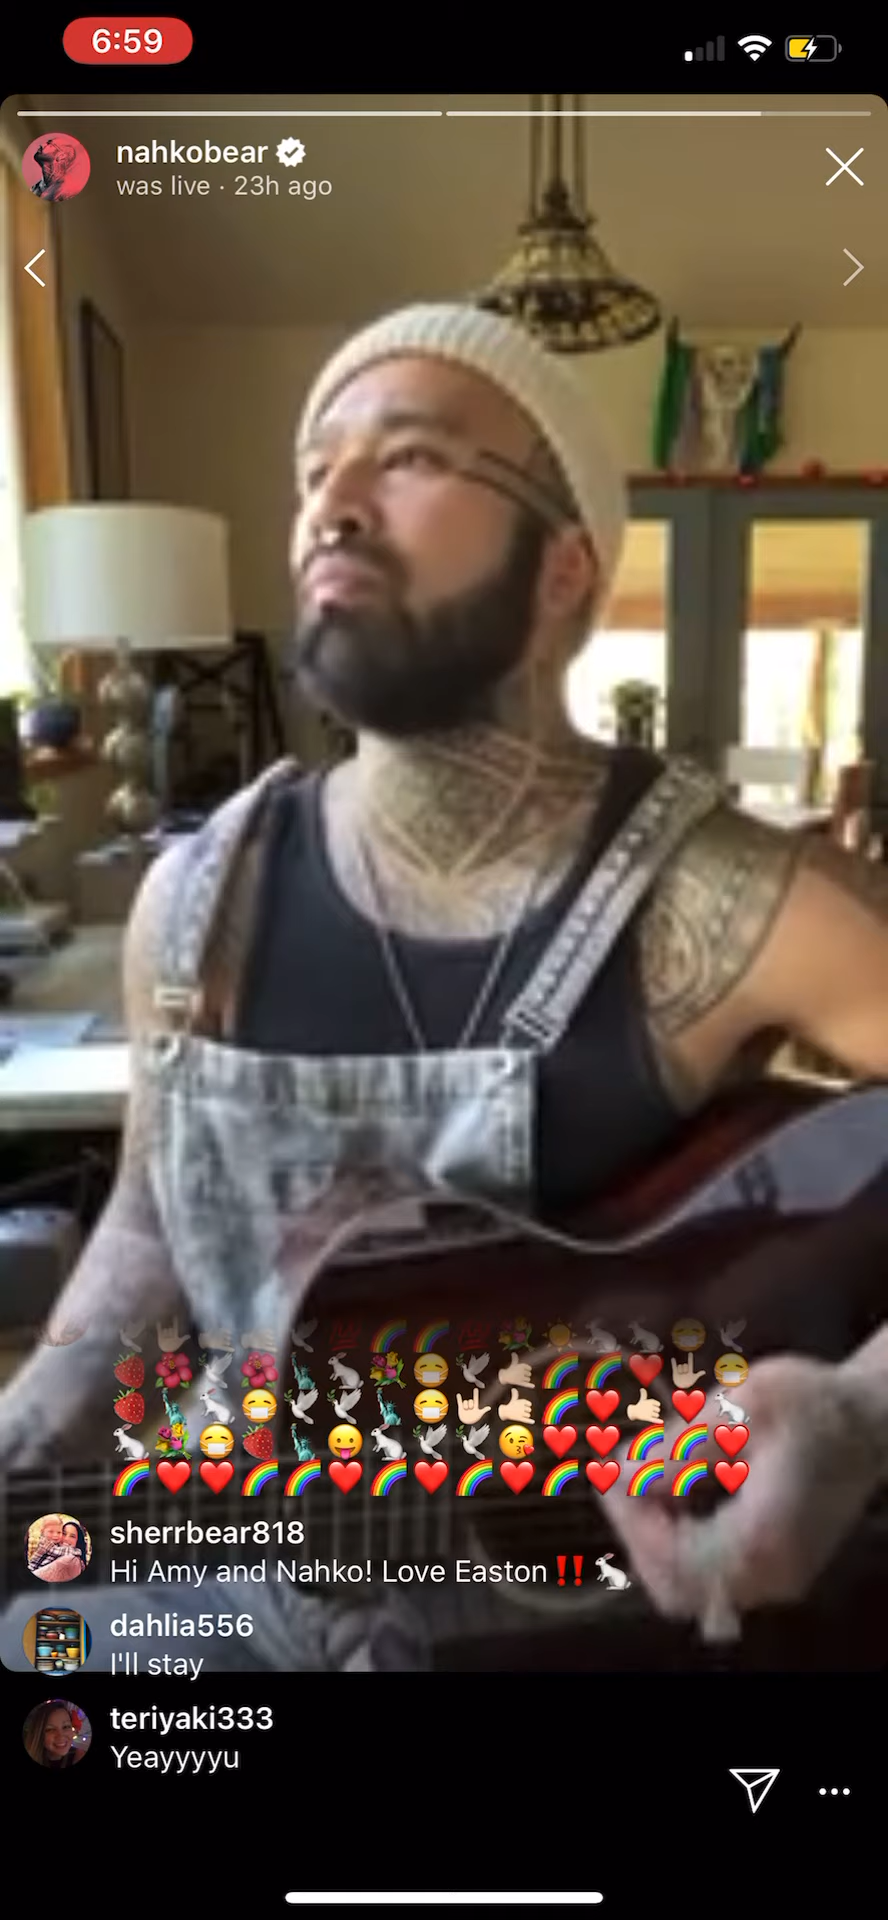 6:59
nahkobear
was live · 23h ago
sherrbear818
Hi Amy and Nahko! Love Easton‼️🐇
dahlia556
I'll stay
teriyaki333
Yeayyyyu